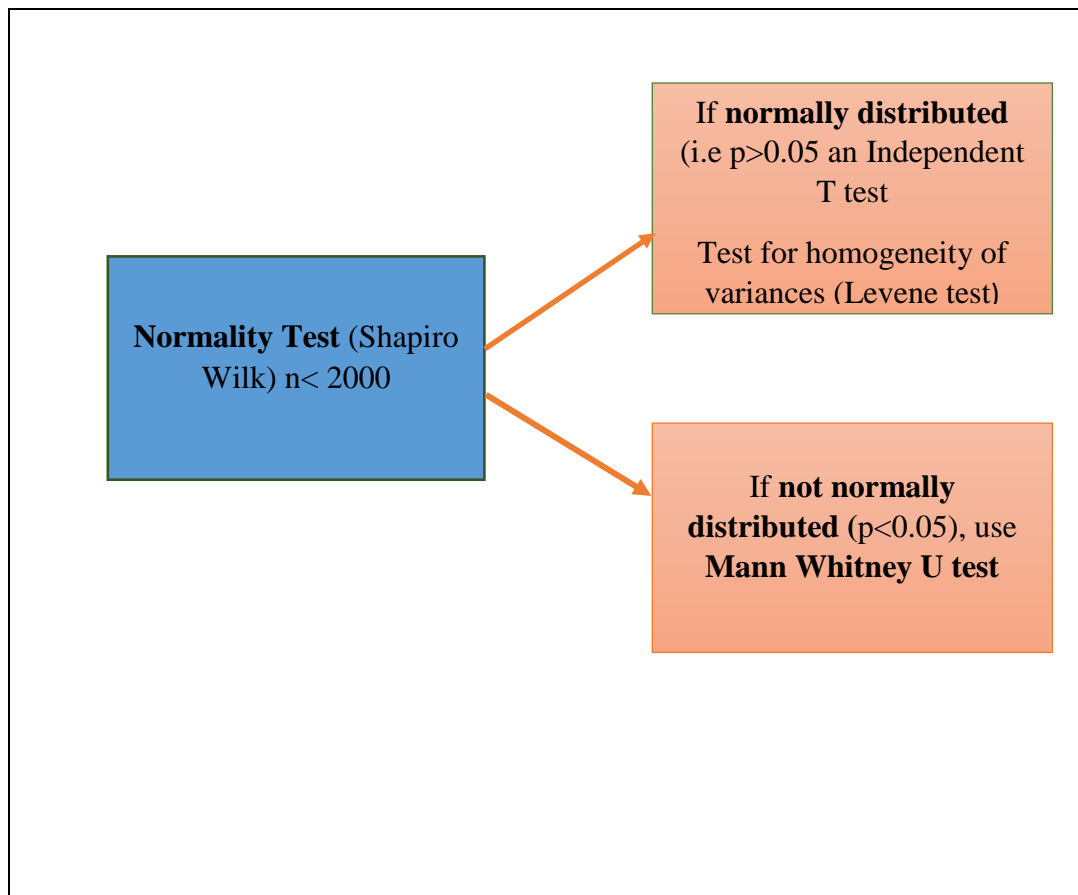 Normality Test (Shapiro
Wilk) n< 2000
If normally distributed
(i.e p>0.05 an Independent
T test
Test for homogeneity of
variances (Levene test)
If not normally
distributed (p<0.05), use
Mann Whitney U test